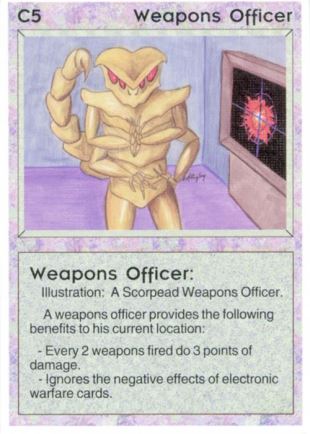 C5 Weapons Officer
Weapons Officer:
Illustration: A Scorpead Weapons Officer.
A weapons officer provides the following
benefits to his current location:
- Every 2 weapons fired do 3 points of
damage.
- Ignores the negative effects of electronic
warfare cards.